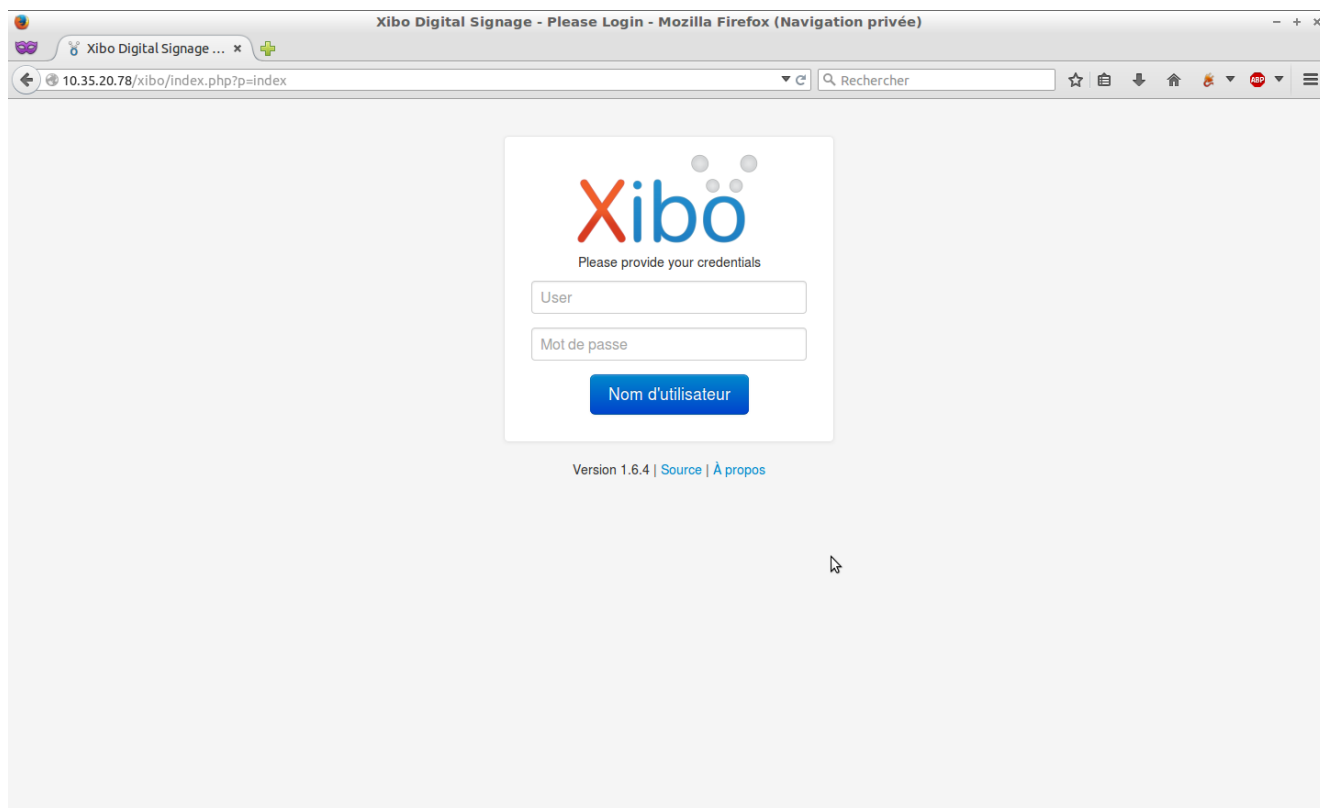 Xibo Digital Signage - Please Login - Mozilla Firefox (Navigation privée)
Xibo Digital Signage ...
10.35.20.78/xibo/index.php?p=index
Rechercher
ABP
Xibo
Please provide your credentials
User
Mot de passe
Nom d'utilisateur
Version 1.6.4 | Source | À propos